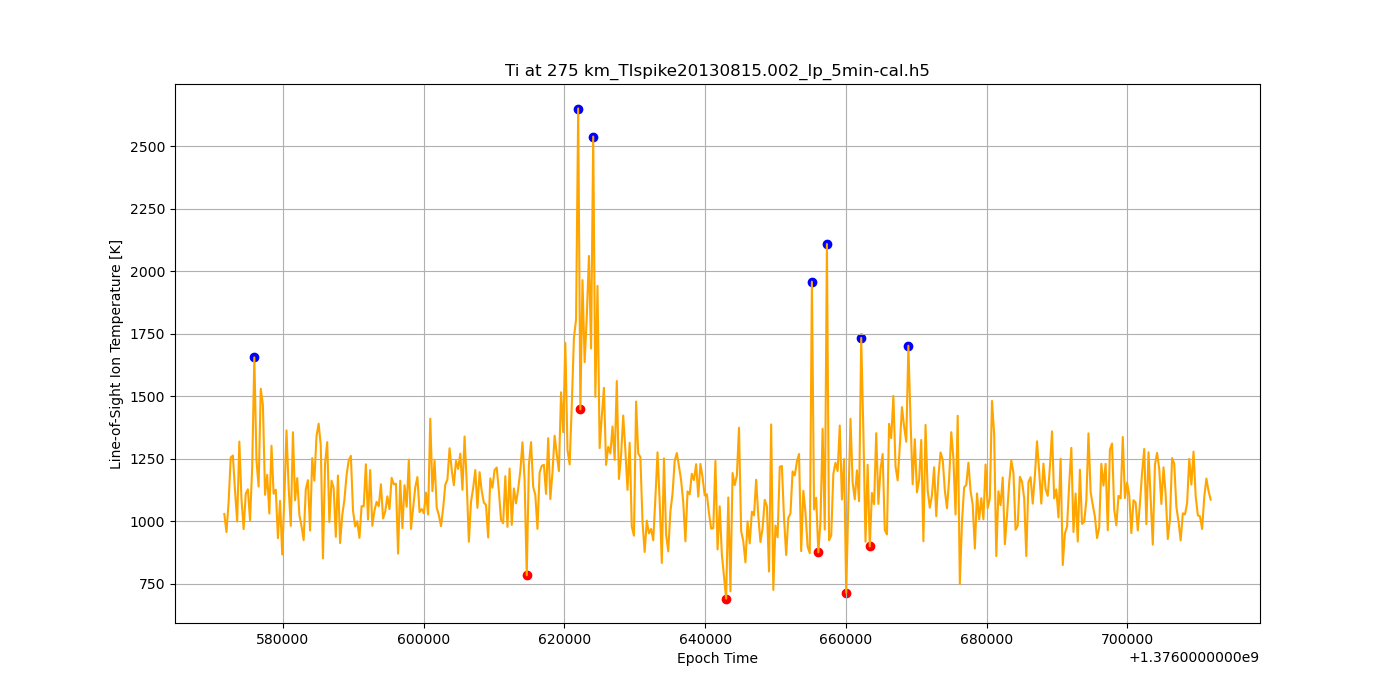 Ti at 275 km_TIspike20130815.002_lp_5min-cal.h5
Line-of-Sight Ion Temperature [K]
2500
2250
2000
1750
1500
1250
1000
750
580000 600000 620000 640000 660000 680000 700000
Epoch Time
+1.3760000000e9